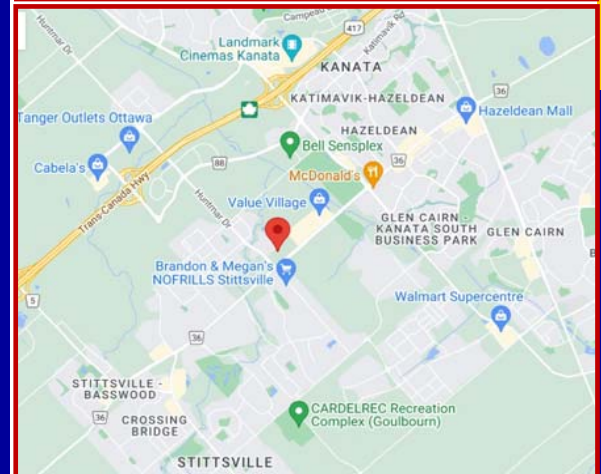 Campeau Dr
Huntmar Dr
417
Katimavik Rd
Landmark
Cinemas Kanata
KANATA
36
KATIMAVIK-HAZELDEAN
Tanger Outlets Ottawa
Hazeldean Mall
HAZELDEAN
Bell Sensplex
Cabela's
88
McDonald's
36
Trans-Canada Hwy
Huntmar Dr
Value Village
GLEN CAIRN -
KANATA SOUTH
BUSINESS PARK
GLEN CAIRN
Brandon & Megan's
NOFRILLS Stittsville
5
Walmart Supercentre
36
STITTSVILLE -
BASSWOOD
36
CROSSING
BRIDGE
CARDELREC Recreation
Complex (Goulbourn)
STITTSVILLE